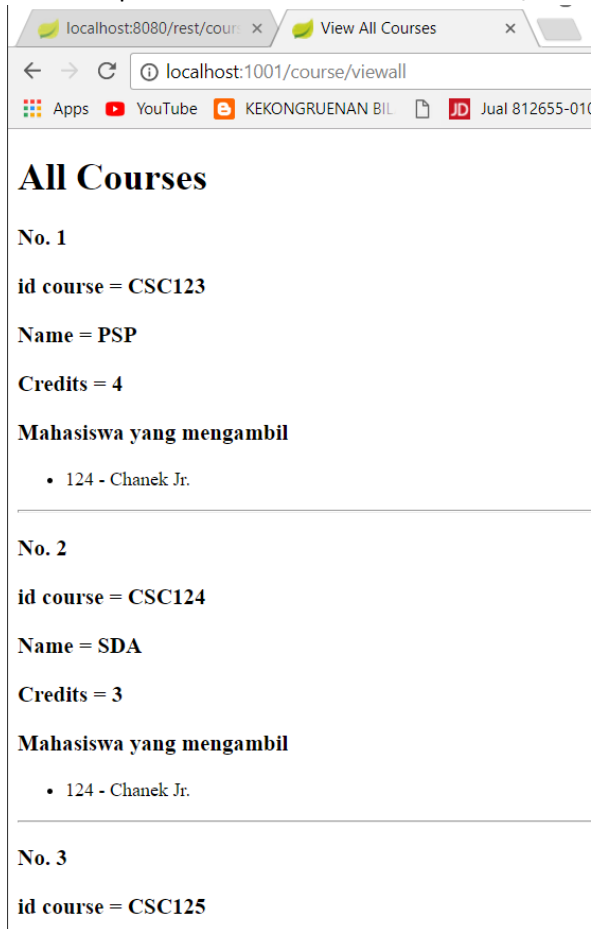 localhost:8080/rest/cour
View All Courses
localhost:1001/course/viewall
Apps
YouTube
KEKONGRUENAN BIL
JD
Jual 812655-010
All Courses
No. 1
id course = CSC123
Name = PSP
Credits = 4
Mahasiswa yang mengambil
• 124 - Chanek Jr.
No. 2
id course = CSC124
Name = SDA
Credits = 3
Mahasiswa yang mengambil
• 124 - Chanek Jr.
No. 3
id course = CSC125